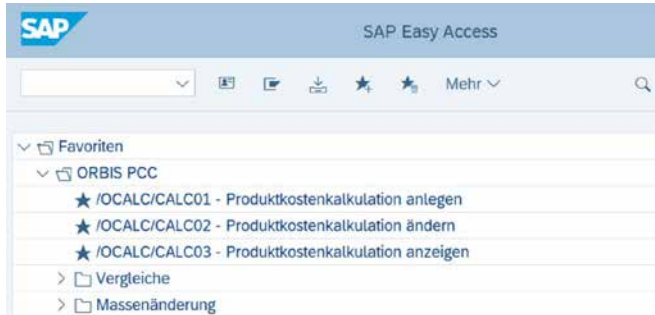 SAP
SAP Easy Access
Mehr
Favoriten
ORBIS PCC
/OCALC/CALC01 - Produktkostenkalkulation anlegen
/OCALC/CALC02 - Produktkostenkalkulation ändern
/OCALC/CALC03 - Produktkostenkalkulation anzeigen
Vergleiche
Massenänderung